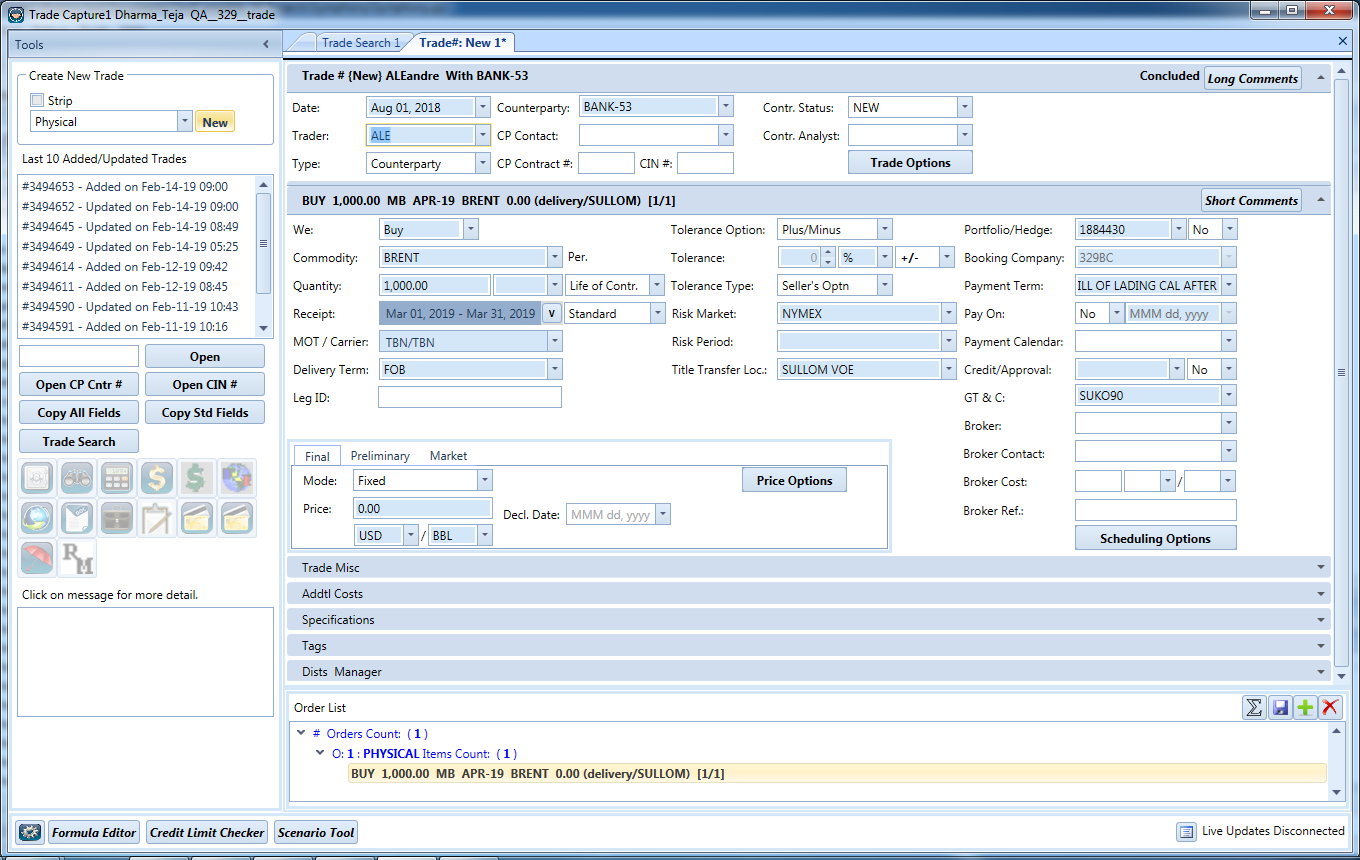 Trade Capture1 Dharma_Teja QA__329__trade
Tools
Create New Trade
Strip
Physical New
Last 10 Added/Updated Trades
#3494653 - Added on Feb-14-19 09:00
#3494652 - Updated on Feb-14-19 09:00
#3494645 - Updated on Feb-14-19 08:49
#3494649 - Updated on Feb-14-19 05:25
#3494614 - Added on Feb-12-19 09:42
#3494611 - Added on Feb-12-19 08:45
#3494590 - Updated on Feb-11-19 10:43
#3494591 - Added on Feb-11-19 10:16
Open
Open CP Cntr # Open CIN #
Copy All Fields Copy Std Fields
Trade Search
RM
Click on message for more detail.
Trade Search 1 Trade#: New 1*
Trade # {New} ALEandre With BANK-53 Concluded Long Comments
Date: Aug 01, 2018 Counterparty: BANK-53 Contr. Status: NEW
Trader: ALE CP Contact: Contr. Analyst:
Type: Counterparty CP Contract #: CIN #: Trade Options
BUY 1,000.00 MB APR-19 BRENT 0.00 (delivery/SULLOM) [1/1] Short Comments
We: Buy Tolerance Option: Plus/Minus Portfolio/Hedge: 1884430 No
Commodity: BRENT Per. Tolerance: 0 % +/- Booking Company: 329BC
Quantity: 1,000.00 Life of Contr. Tolerance Type: Seller's Optn Payment Term: ILL OF LADING CAL AFTER
Receipt: Mar 01, 2019 - Mar 31, 2019 v Standard Risk Market: NYMEX Pay On: No MMM dd, yyyy
MOT / Carrier: TBN/TBN Risk Period: Payment Calendar:
Delivery Term: FOB Title Transfer Loc.: SULLOM VOE Credit/Approval: No
Leg ID: GT & C: SUKO90
Broker:
Final Preliminary Market Broker Contact:
Mode: Fixed Price Options Broker Cost: /
Price: 0.00 Decl. Date: MMM dd, yyyy Broker Ref.:
USD / BBL Scheduling Options
Trade Misc
Addtl Costs
Specifications
Tags
Dists Manager
Order List
# Orders Count: ( 1 )
O: 1 : PHYSICAL Items Count: ( 1 )
BUY 1,000.00 MB APR-19 BRENT 0.00 (delivery/SULLOM) [1/1]
Formula Editor Credit Limit Checker Scenario Tool Live Updates Disconnected